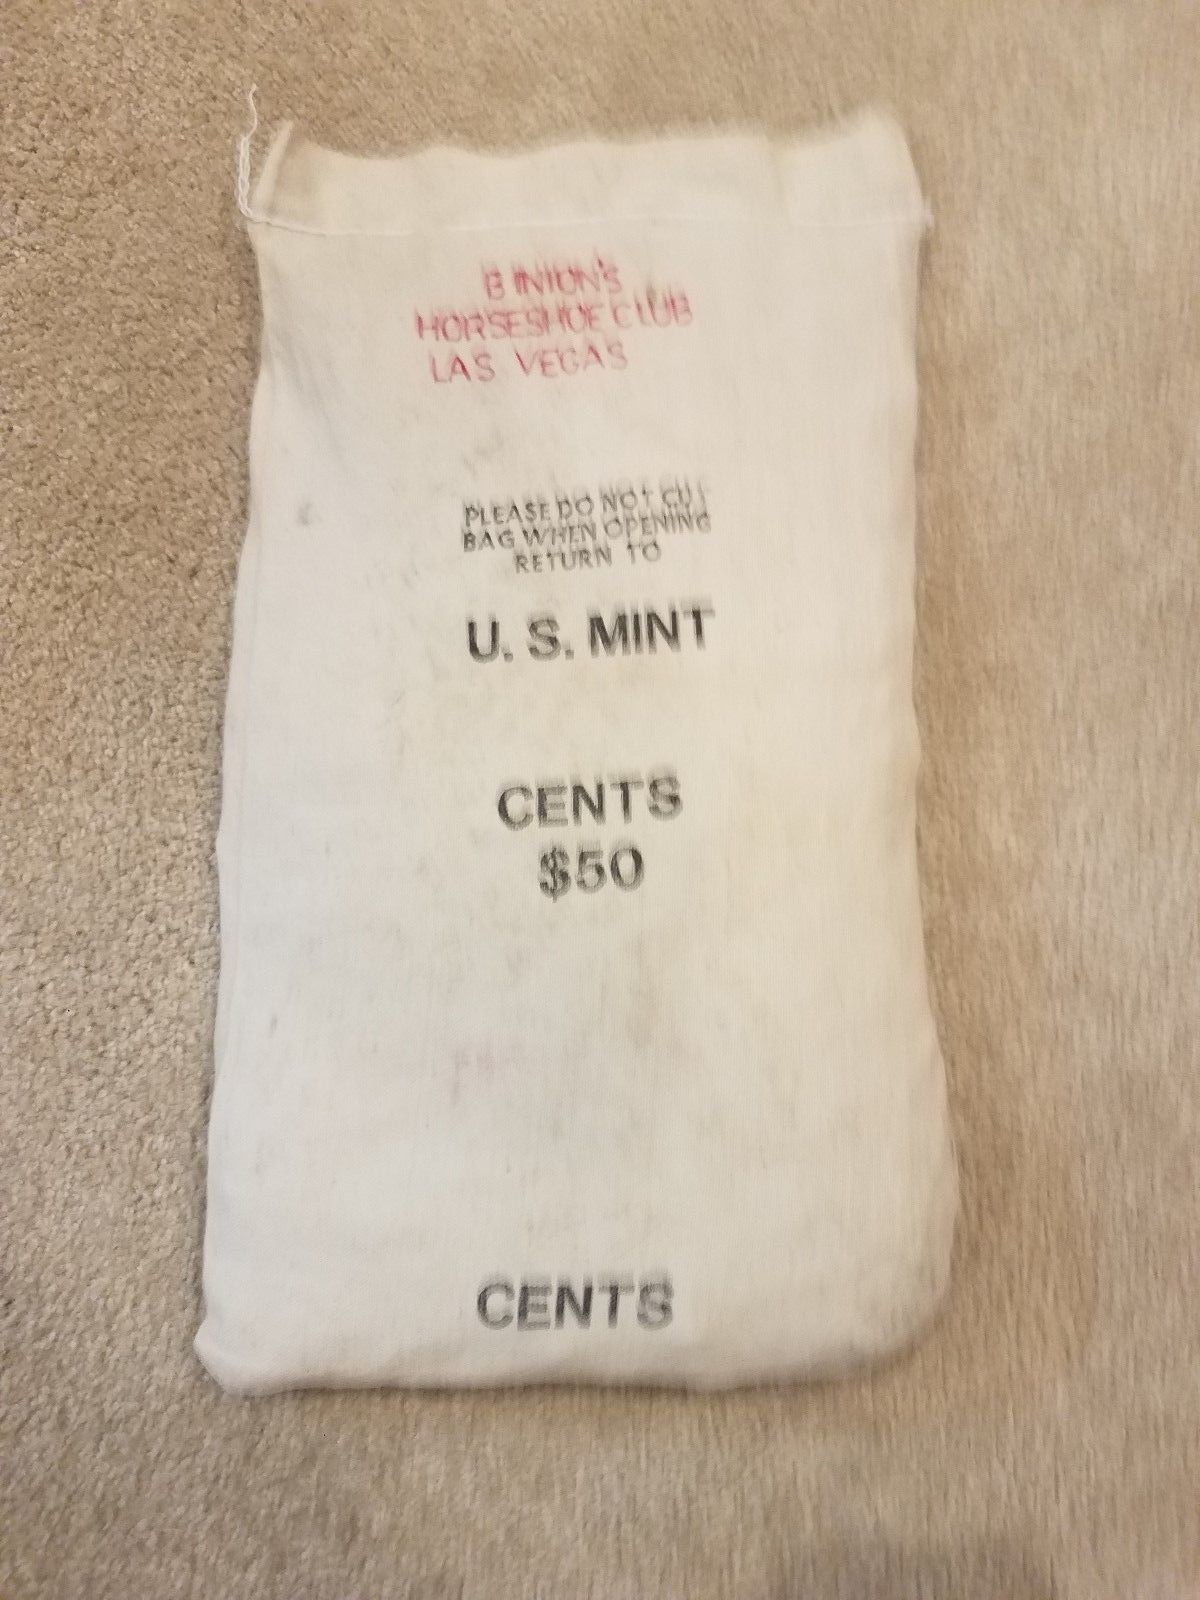 BINION'S
HORSESHOE CLUB
LAS VEGAS
PLEASE DO NOT CUT
BAG WHEN OPENING
RETURN TO
U. S. MINT
CENTS
$50
CENTS